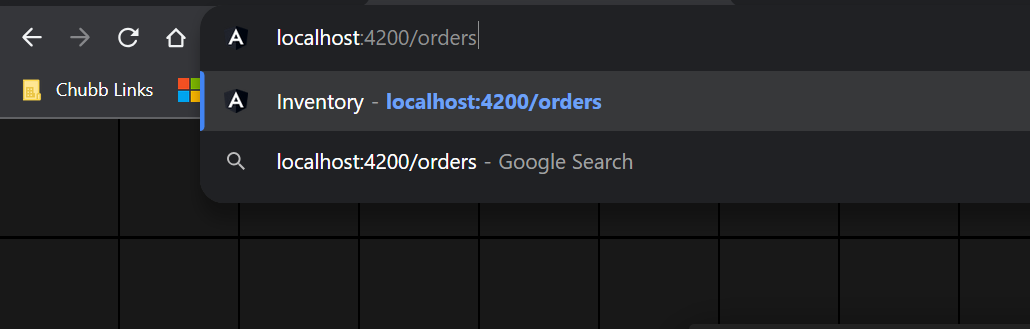 localhost:4200/orders
Chubb Links
Inventory - localhost:4200/orders
localhost:4200/orders - Google Search